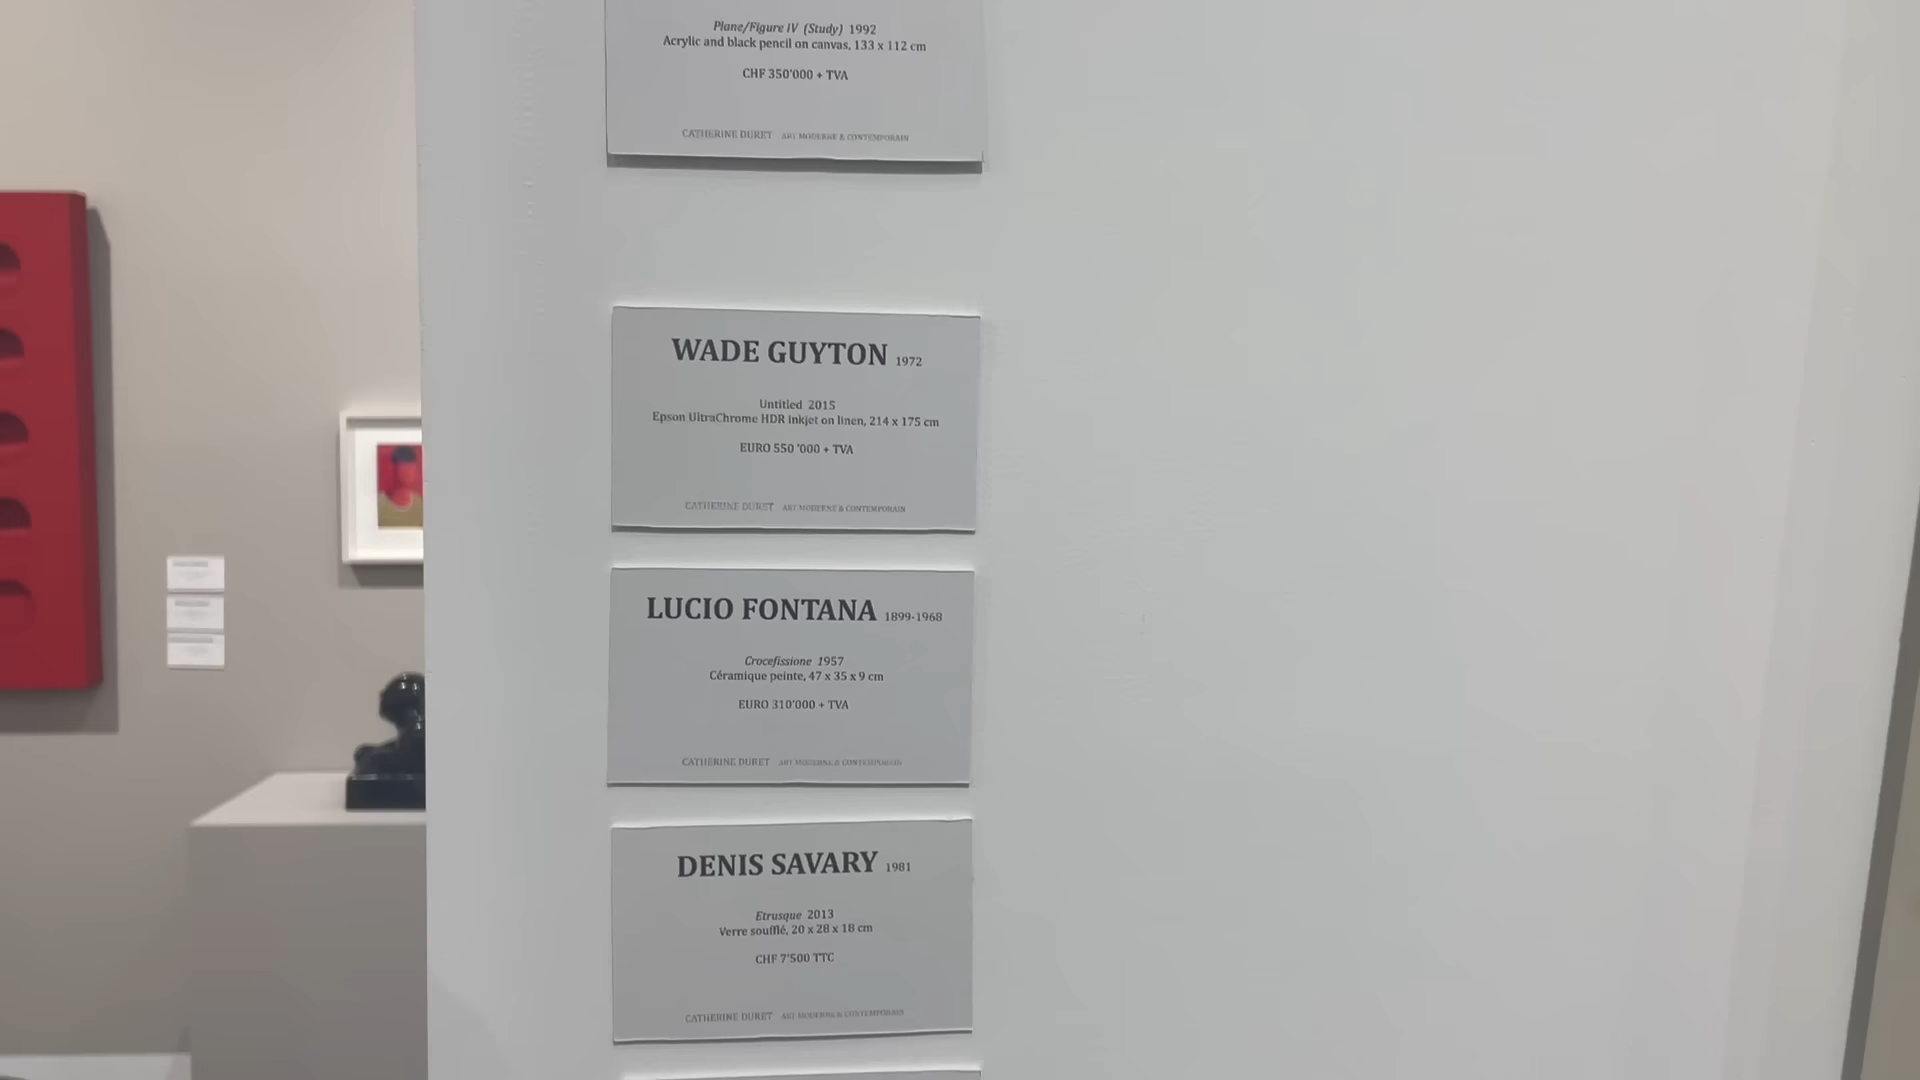 Plane/Figure IV (Study) 1992
Acrylic and black pencil on canvas, 133 x 112 cm
CHF 350'000 + TVA
CATHERINE DURET ART MODERNE & CONTEMPORAIN
WADE GUYTON 1972
Untitled 2015
Epson UltraChrome HDR inkjet on linen, 214 x 175 cm
EURO 550 '000 + TVA
CATHERINE DURET ART MODERNE & CONTEMPORAIN
LUCIO FONTANA 1899-1968
Crocefissione 1957
Céramique peinte, 47 x 35 x 9 cm
EURO 310'000 + TVA
CATHERINE DURET ART MODERNE & CONTEMPORAIN
DENIS SAVARY 1981
Etrusque 2013
Verre soufflé, 20 x 28 x 18 cm
CHF 7'500 TTC
CATHERINE DURET ART MODERNE & CONTEMPORAIN